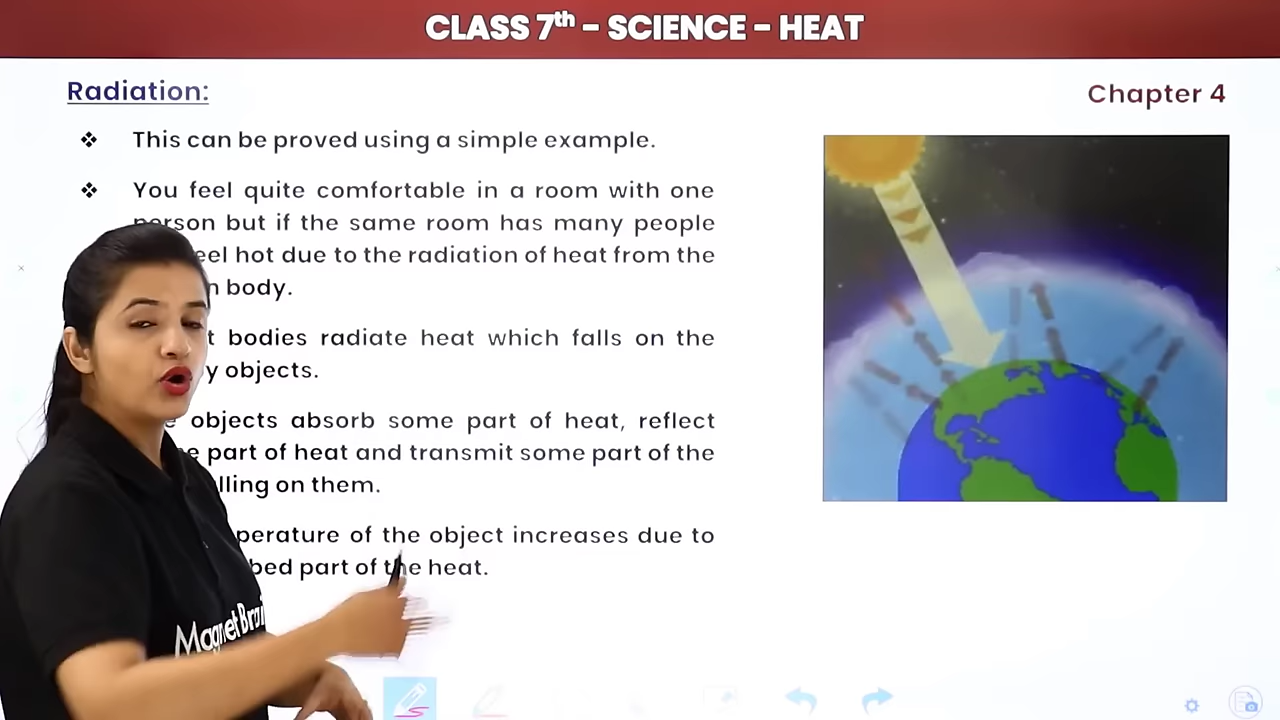 CLASS 7th – SCIENCE – HEAT
Radiation:
Chapter 4
❖ This can be proved using a simple example.
❖ You feel quite comfortable in a room with one
person but if the same room has many people
eel hot due to the radiation of heat from the
n body.
t bodies radiate heat which falls on the
y objects.
e objects absorb some part of heat, reflect
e part of heat and transmit some part of the
lling on them.
perature of the object increases due to
bed part of the heat.
Magnet Brai